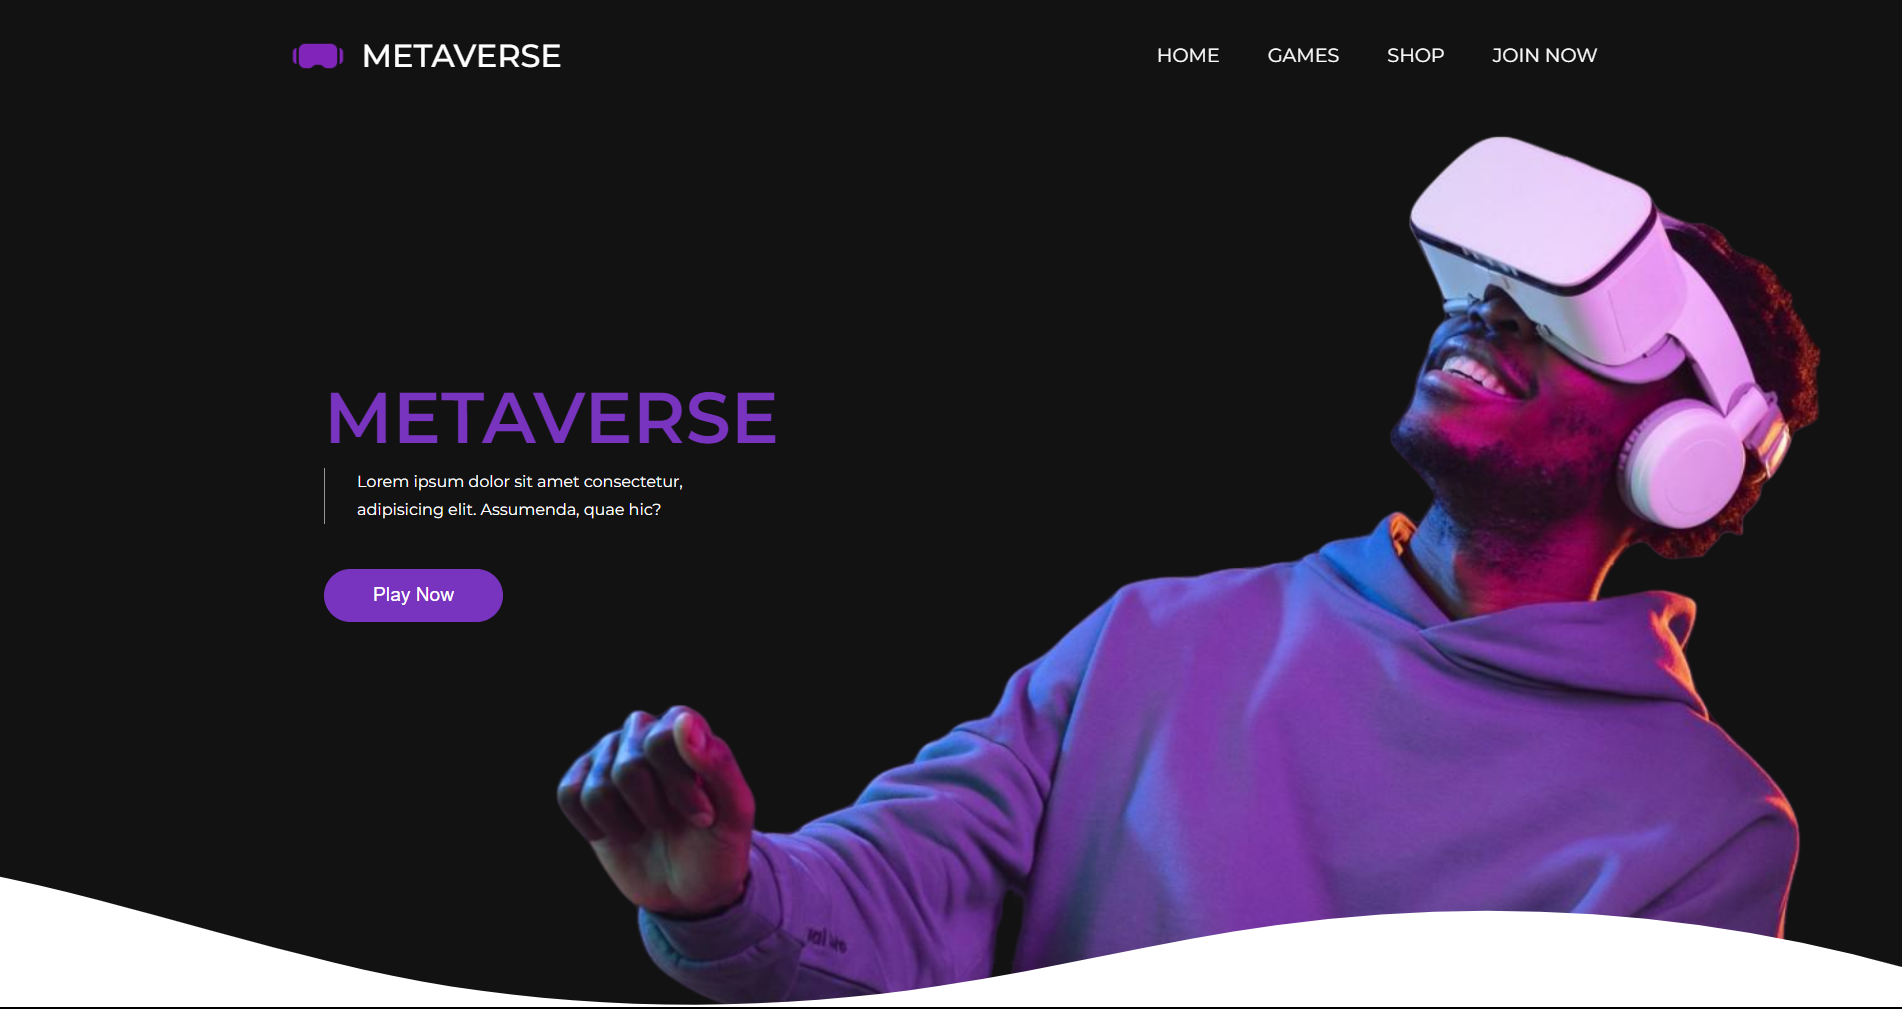 METAVERSE
HOME GAMES SHOP JOIN NOW
METAVERSE
Lorem ipsum dolor sit amet consectetur,
adipisicing elit. Assumenda, quae hic?
Play Now